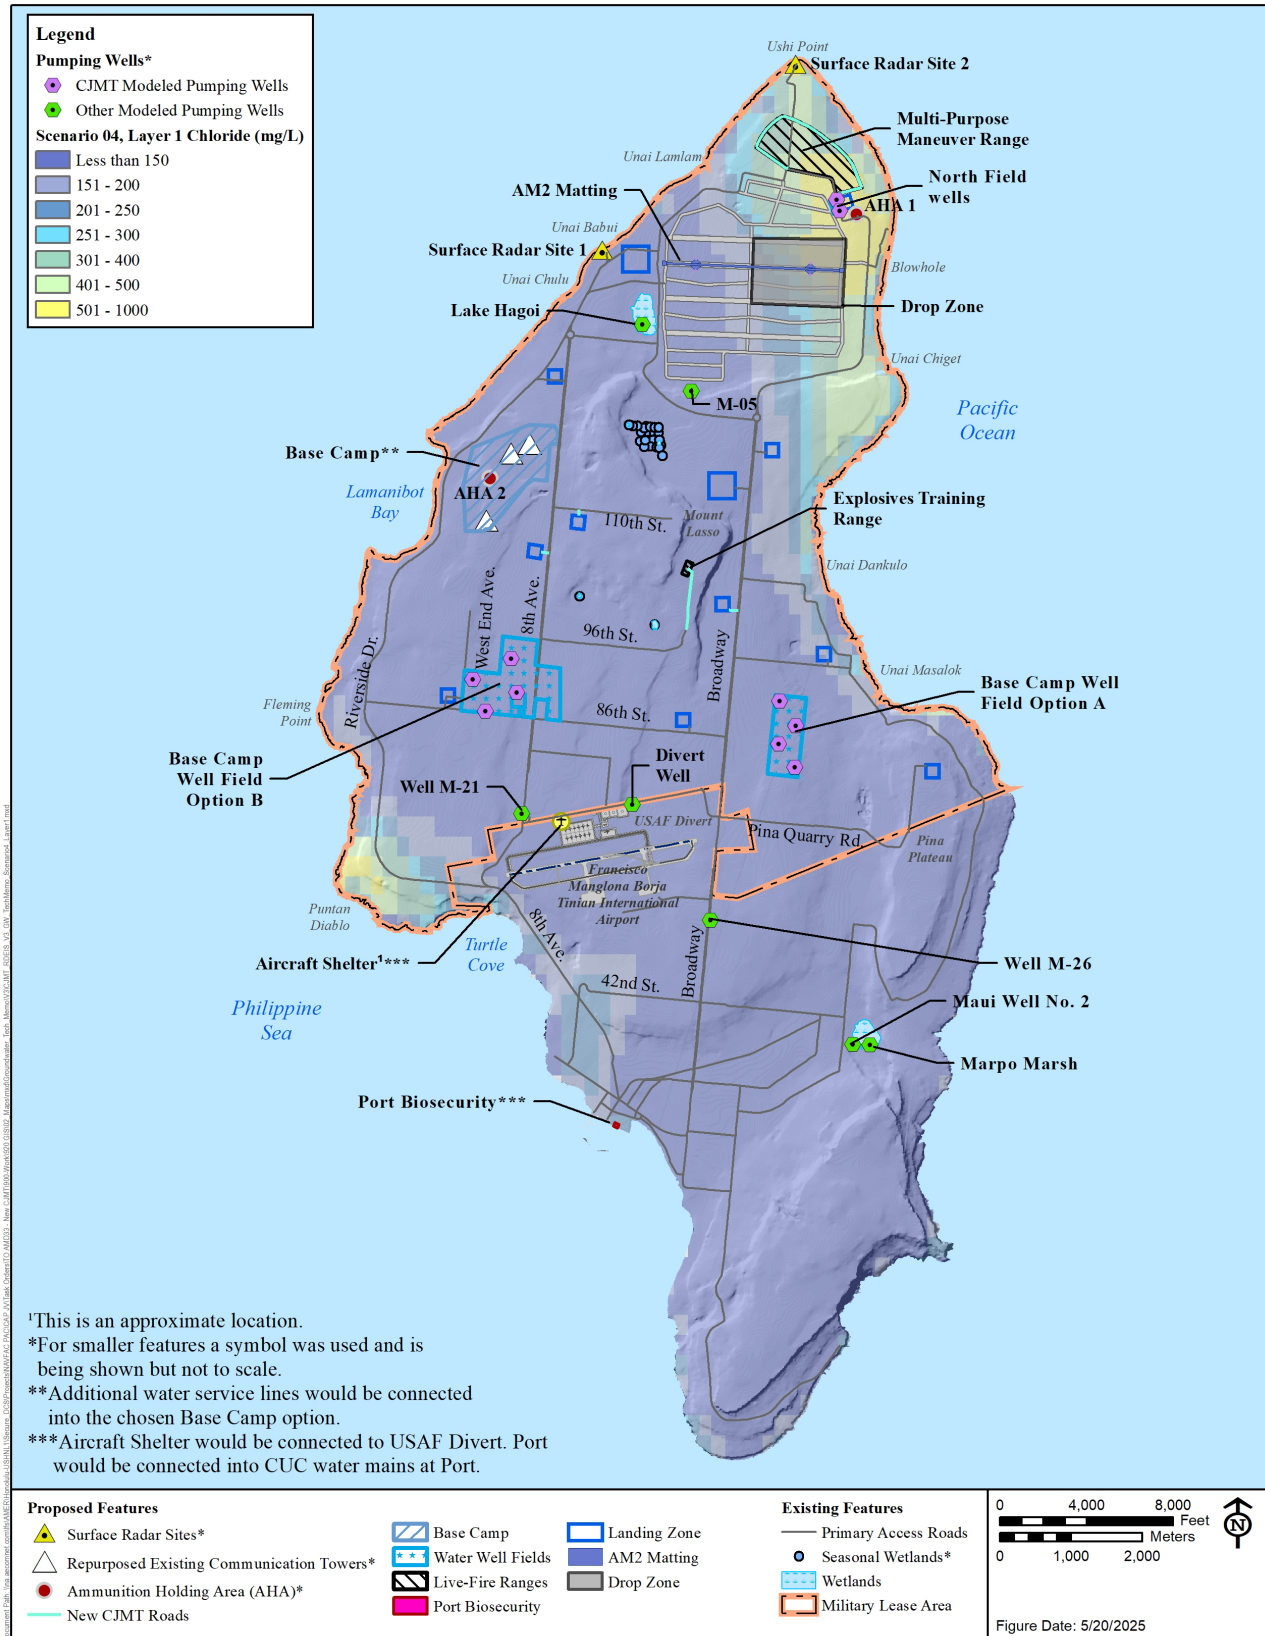 Legend
Pumping Wells*
CJMT Modeled Pumping Wells
Other Modeled Pumping Wells
Scenario 04, Layer 1 Chloride (mg/L)
Less than 150
151 - 200
201 - 250
251 - 300
301 - 400
401 - 500
501 - 1000
Ushi Point
Surface Radar Site 2
Multi-Purpose
Maneuver Range
Unai Lamlam
North Field
wells
AM2 Matting
AHA 1
Unai Babui
Surface Radar Site 1
Unai Chulu
Blowhole
Lake Hagoi
Drop Zone
Unai Chiget
M-05
Pacific
Ocean
Base Camp**
AHA 2
Lamanibot
Bay
Explosives Training
Range
Mount
Lasso
110th St.
Unai Dankulo
West End Ave.
8th Ave.
96th St.
Broadway
Riverside Dr.
Unai Masalok
Fleming
Point
86th St.
Base Camp Well
Field Option A
Base Camp
Well Field
Option B
Divert
Well
Well M-21
USAF Divert
Pina Quarry Rd.
Pina
Plateau
Francisco
Manglona Borja
Tinian International
Airport
Puntan
Diablo
8th Ave.
Turtle
Cove
Aircraft Shelter¹***
Broadway
Well M-26
42nd St.
Philippine
Sea
Maui Well No. 2
Marpo Marsh
Port Biosecurity***
¹This is an approximate location.
*For smaller features a symbol was used and is
being shown but not to scale.
**Additional water service lines would be connected
into the chosen Base Camp option.
***Aircraft Shelter would be connected to USAF Divert. Port
would be connected into CUC water mains at Port.
Proposed Features
Surface Radar Sites*
Repurposed Existing Communication Towers*
Ammunition Holding Area (AHA)*
New CJMT Roads
Base Camp
Water Well Fields
Live-Fire Ranges
Port Biosecurity
Landing Zone
AM2 Matting
Drop Zone
Existing Features
Primary Access Roads
Seasonal Wetlands*
Wetlands
Military Lease Area
0 4,000 8,000
Feet
Meters
0 1,000 2,000
N
Figure Date: 5/20/2025